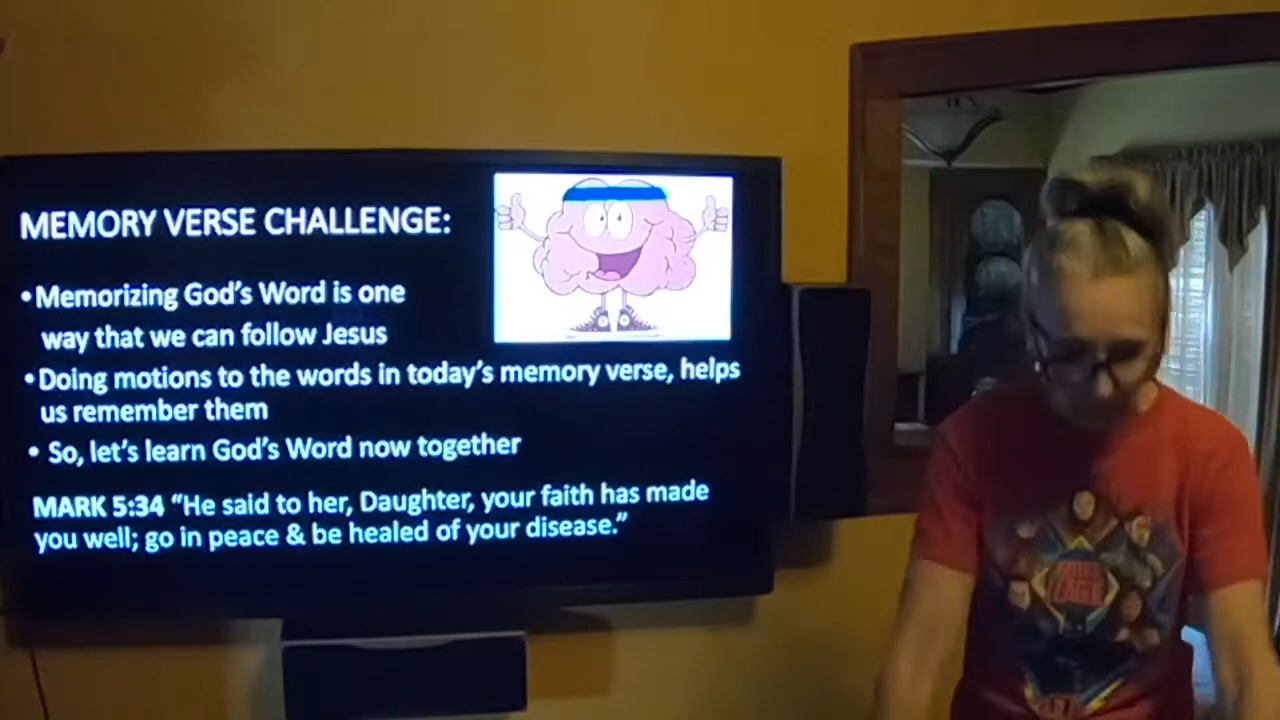 MEMORY VERSE CHALLENGE:
•Memorizing God's Word is one
way that we can follow Jesus
•Doing motions to the words in today's memory verse, helps
us remember them
• So, let's learn God's Word now together
MARK 5:34 “He said to her, Daughter, your faith has made
you well; go in peace & be healed of your disease.”